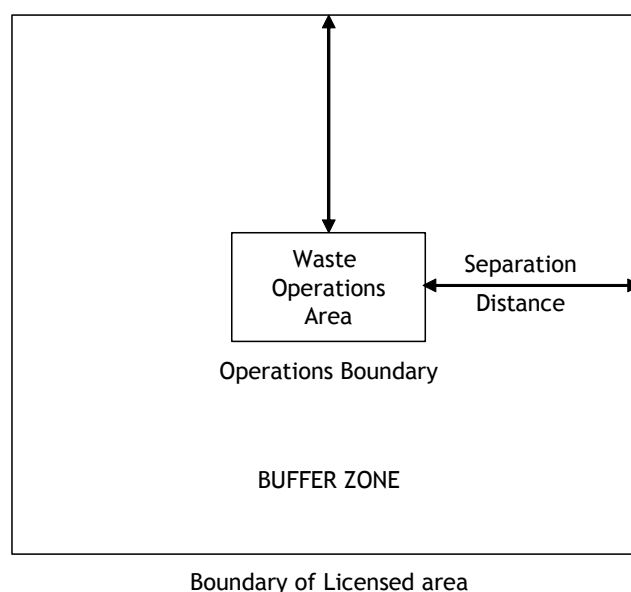 Waste
Operations
Area
Separation
Distance
Operations Boundary
BUFFER ZONE
Boundary of Licensed area